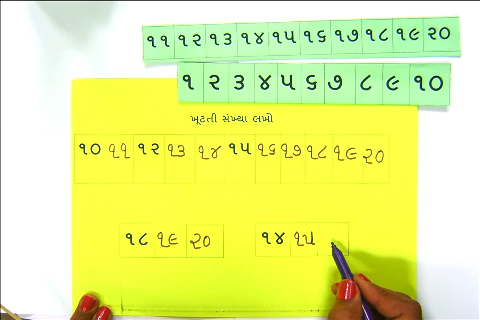 ૧૧ ૧૨ ૧૩ ૧૪ ૧૫ ૧૬ ૧૭ ૧૮ ૧૯ ૨૦
૧ ૨ ૩ ૪ ૫ ૬ ૭ ૮ ૯ ૧૦
ખૂટતી સંખ્યા લખો
૧૦ ૧૧ ૧૨ ૧૩ ૧૪ ૧૫ ૧૬ ૧૭ ૧૮ ૧૯ ૨૦
૧૮ ૧૯ ૨૦ ૧૪ ૧૫